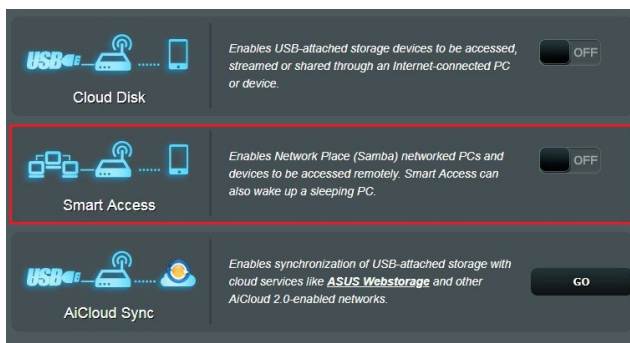 USB
Cloud Disk
Enables USB-attached storage devices to be accessed,
streamed or shared through an Internet-connected PC
or device.
OFF
Smart Access
Enables Network Place (Samba) networked PCs and
devices to be accessed remotely. Smart Access can
also wake up a sleeping PC.
OFF
USB
AiCloud Sync
Enables synchronization of USB-attached storage with
cloud services like ASUS Webstorage and other
AiCloud 2.0-enabled networks.
GO